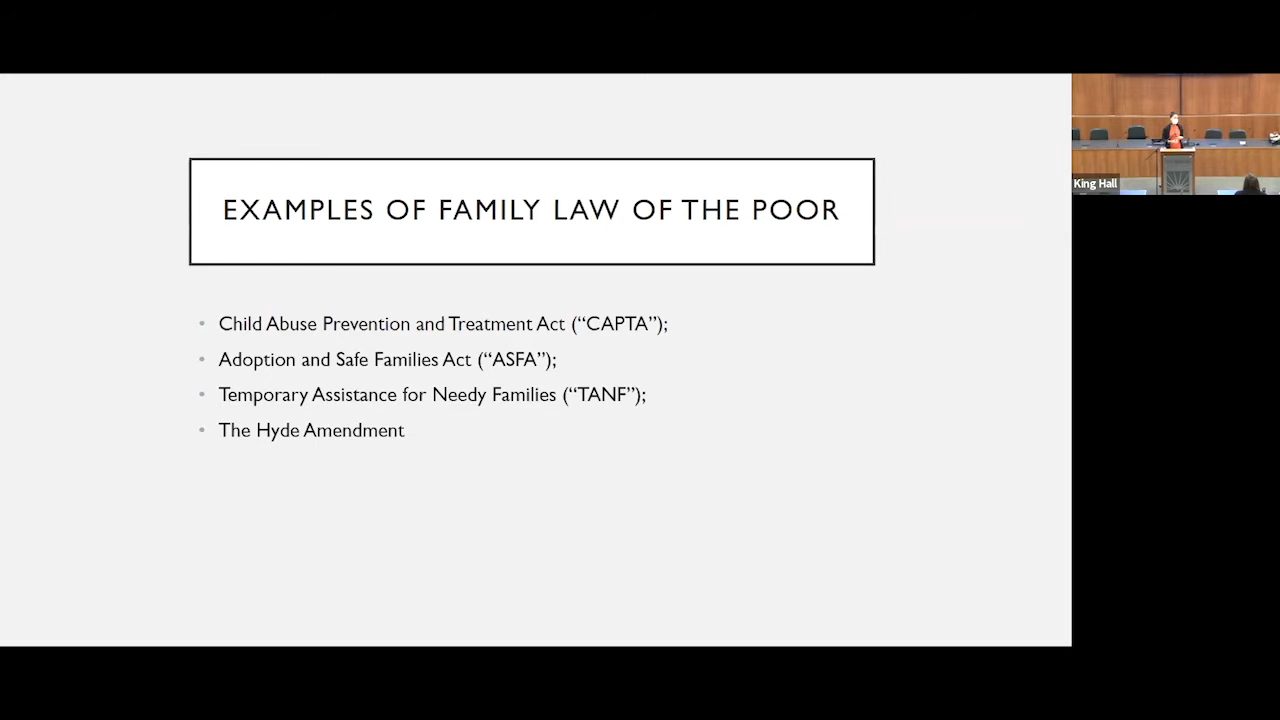 EXAMPLES OF FAMILY LAW OF THE POOR
• Child Abuse Prevention and Treatment Act (“CAPTA”);
• Adoption and Safe Families Act (“ASFA”);
• Temporary Assistance for Needy Families (“TANF”);
• The Hyde Amendment
King Hall